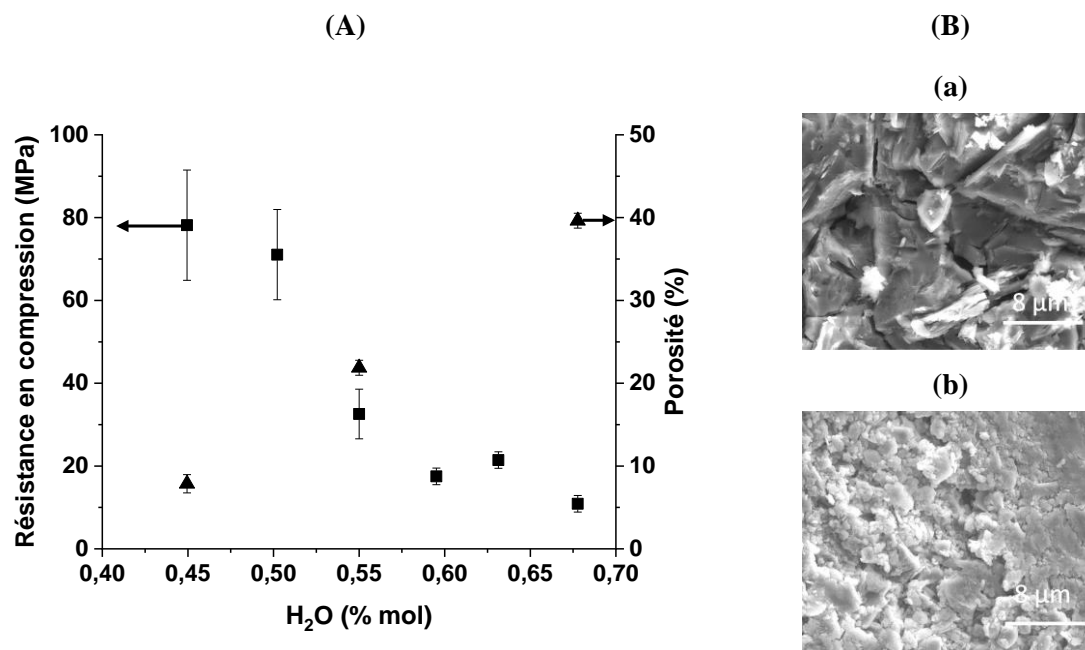 (A)
(B)
(a)
(b)
Résistance en compression (MPa)
100
80
60
40
20
0
50
40
30
20
10
0
Porosité (%)
0,40 0,45 0,50 0,55 0,60 0,65 0,70
H₂O (% mol)
8 µm
8 µm